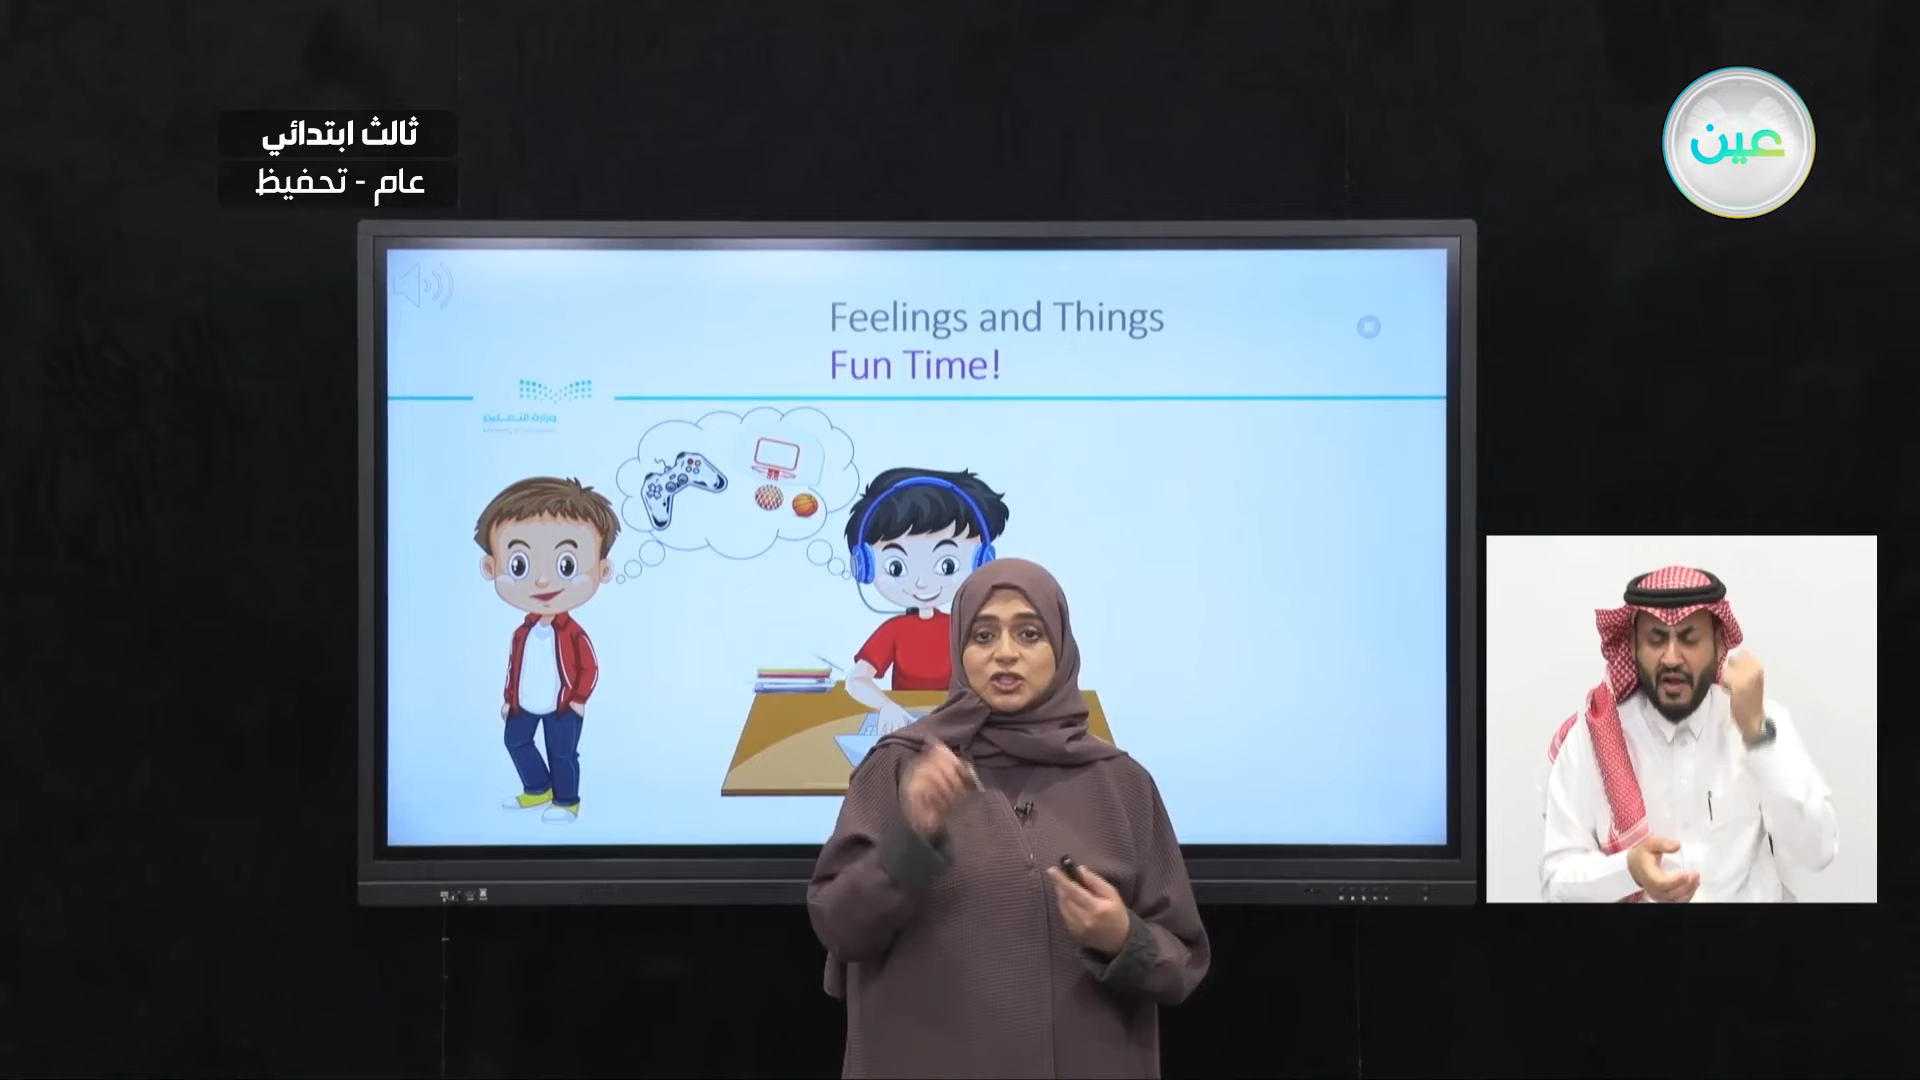 ثالث ابتدائي
عام - تحفيظ
عين
Feelings and Things
Fun Time!
وزارة التعليم